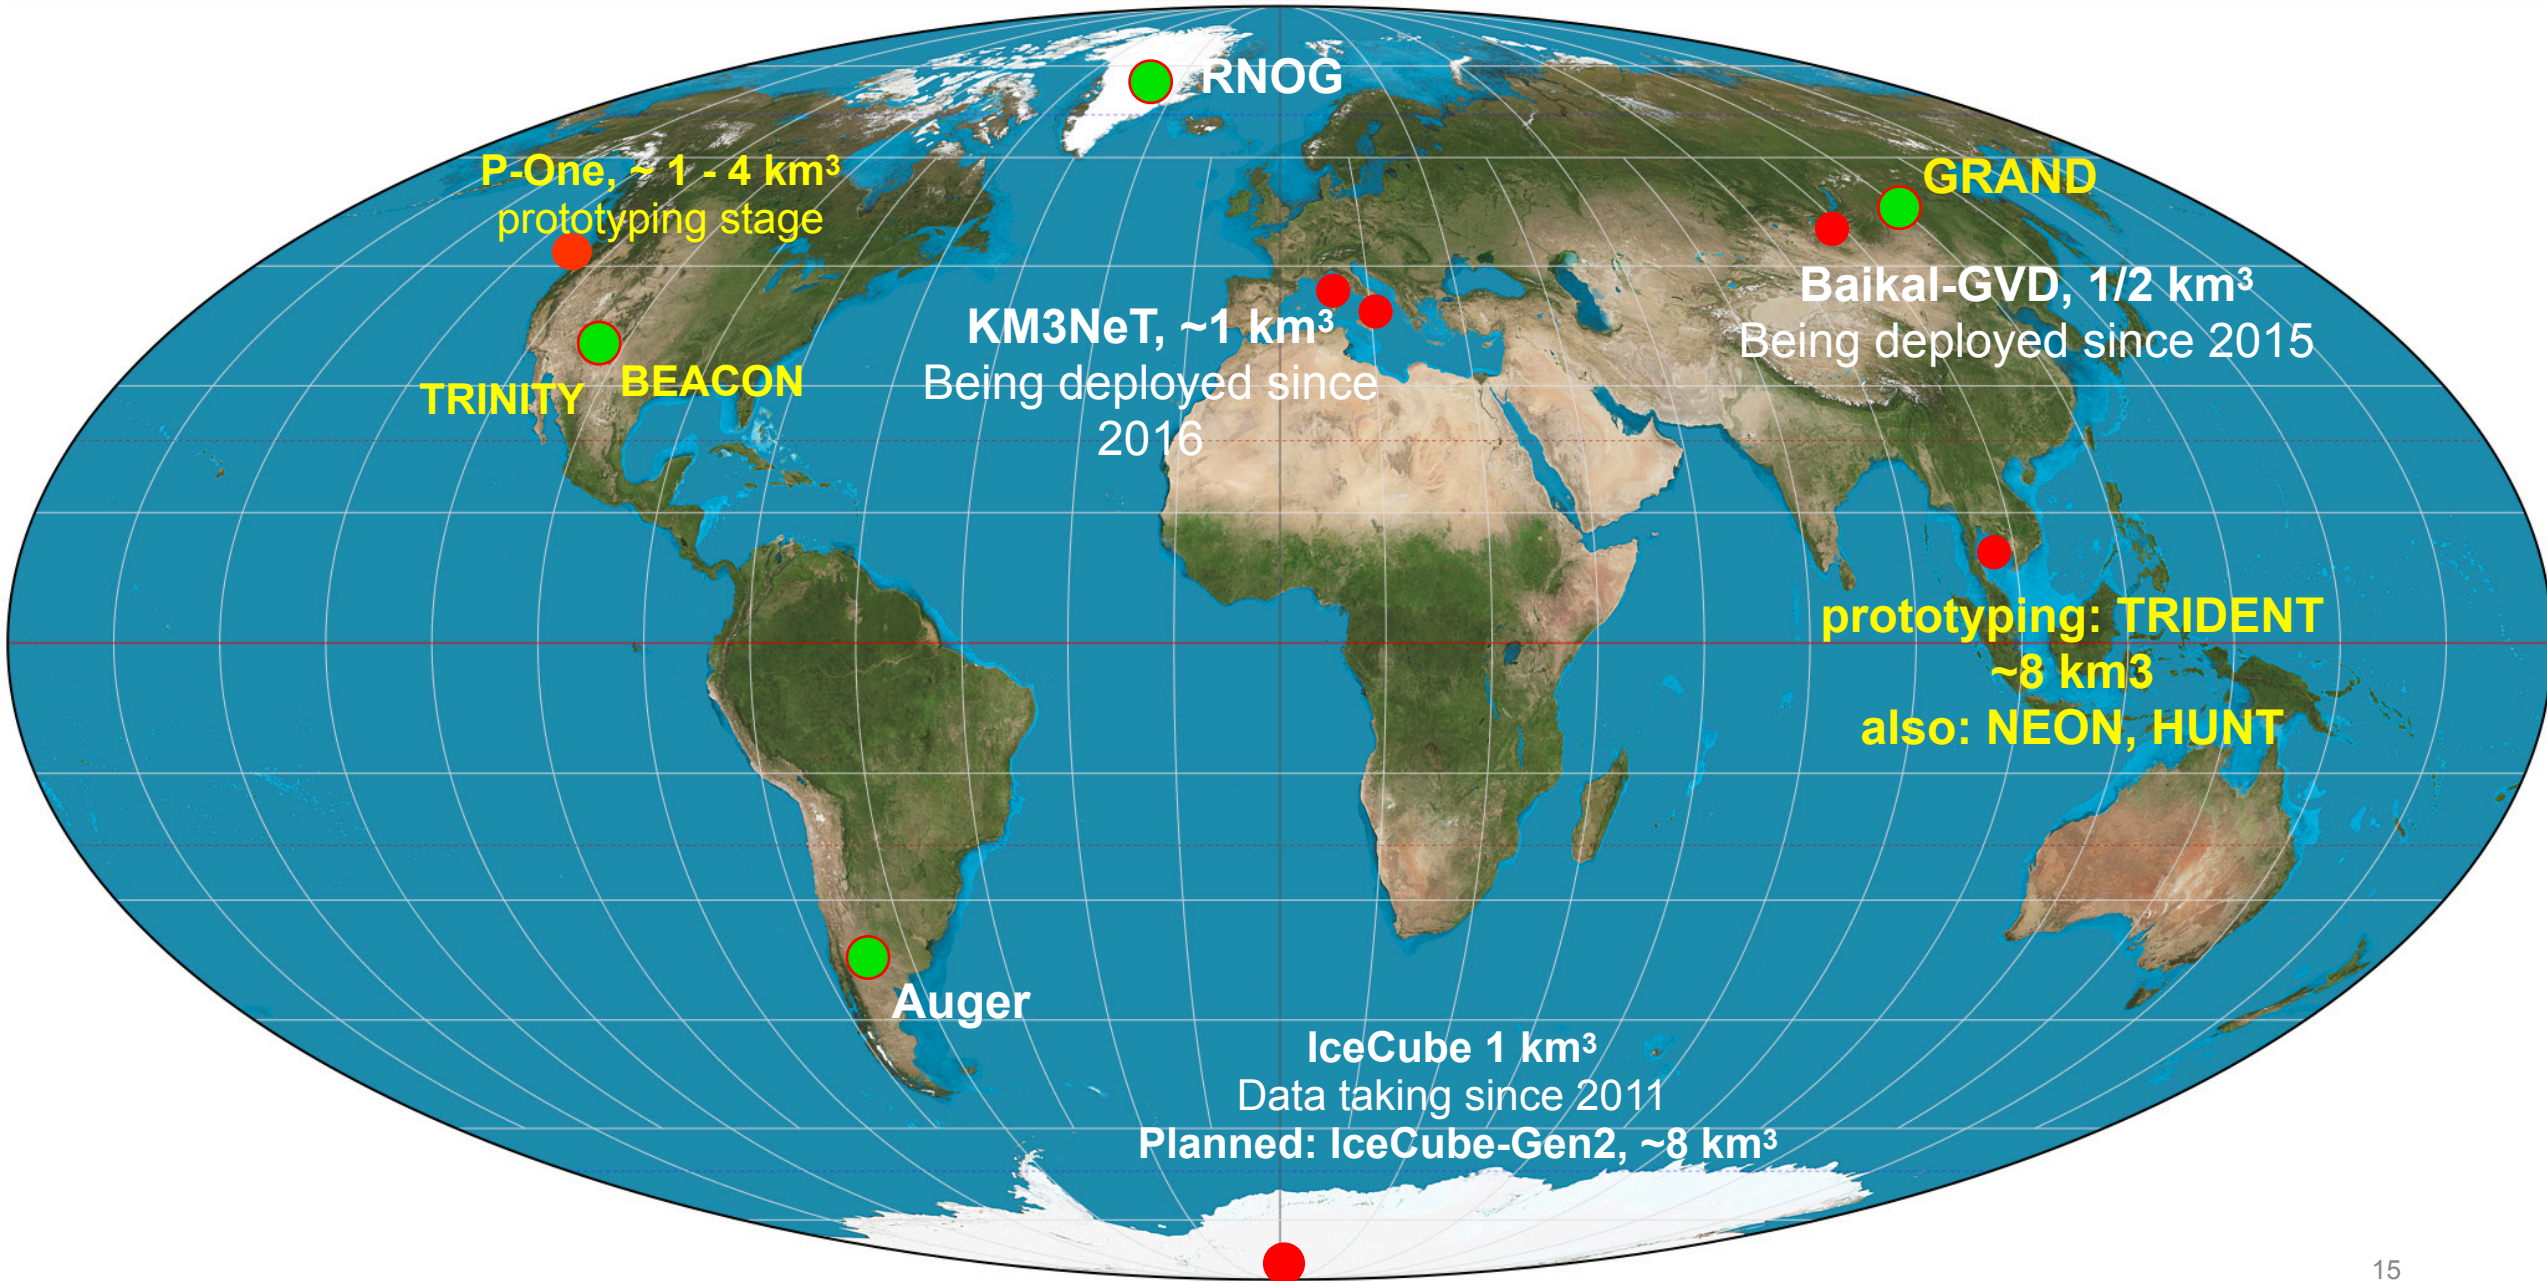 RNOG
P-One, ~ 1 - 4 km³
prototyping stage
GRAND
Baikal-GVD, 1/2 km³
Being deployed since 2015
KM3NeT, ~1 km³
Being deployed since
2016
TRINITY
BEACON
prototyping: TRIDENT
~8 km3
also: NEON, HUNT
Auger
IceCube 1 km³
Data taking since 2011
Planned: IceCube-Gen2, ~8 km³
15